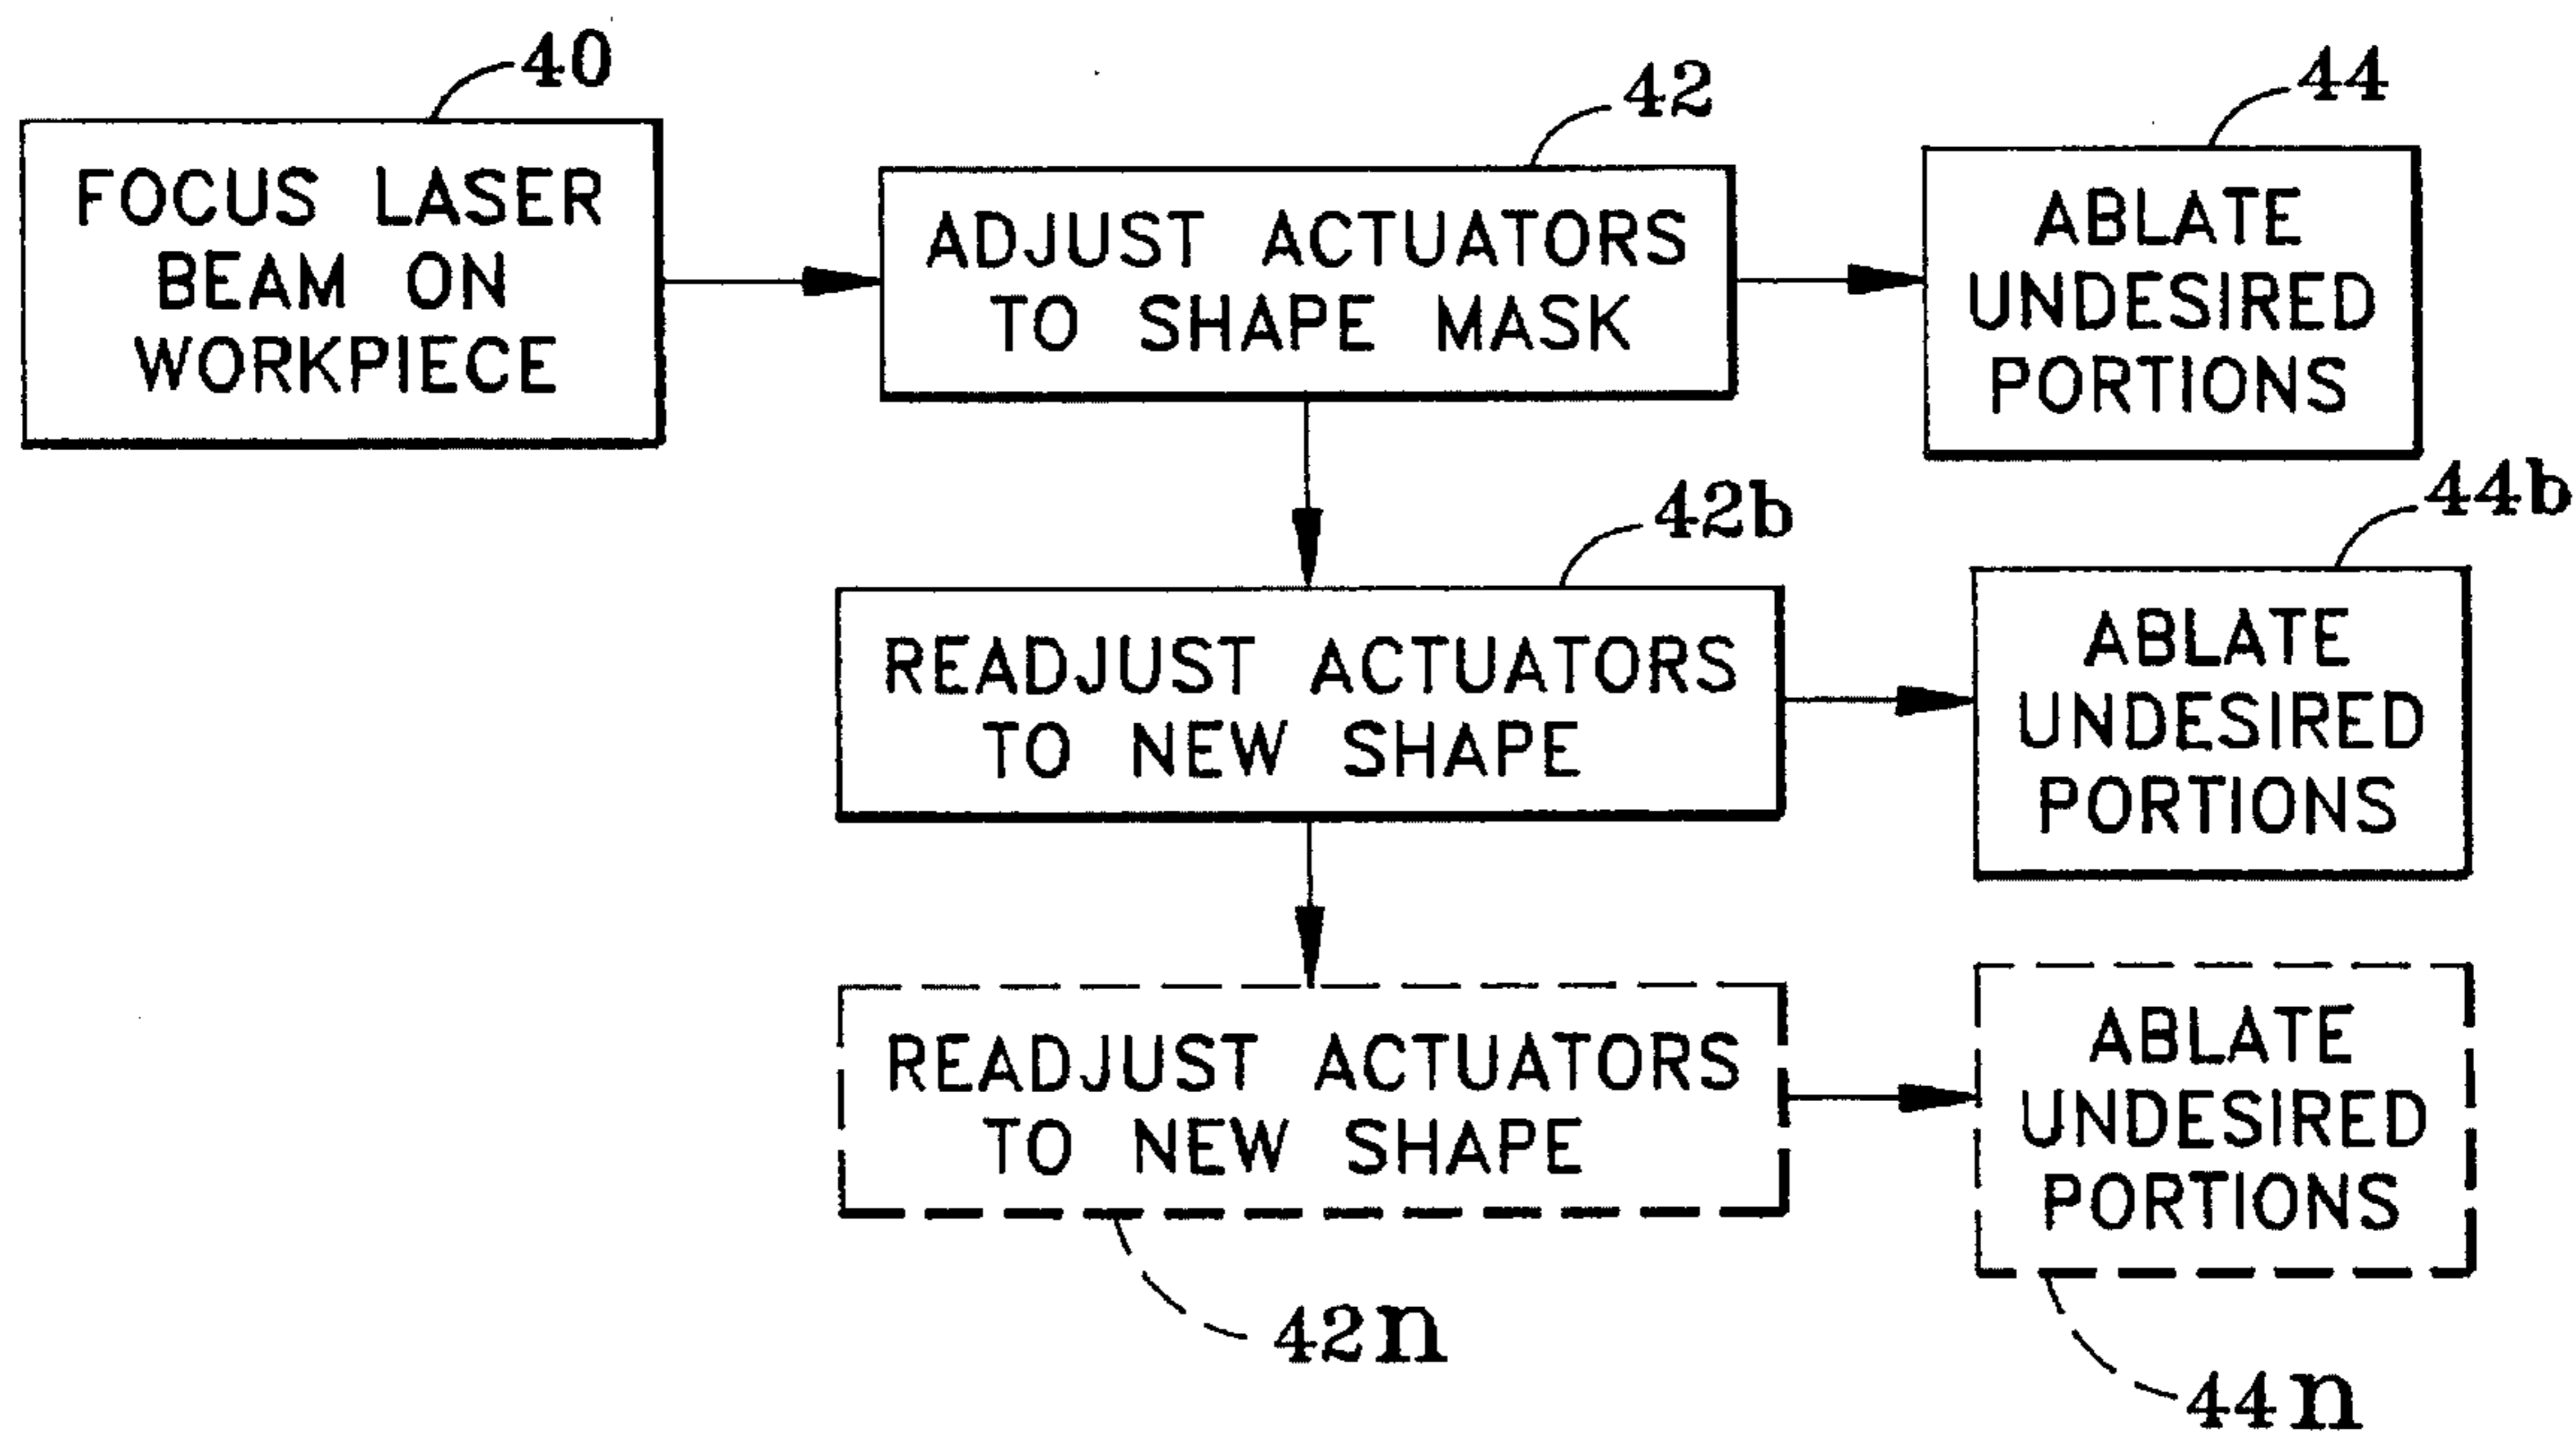 40
FOCUS LASER
BEAM ON
WORKPIECE
42
ADJUST ACTUATORS
TO SHAPE MASK
44
ABLATE
UNDESIRED
PORTIONS
42b
READJUST ACTUATORS
TO NEW SHAPE
44b
ABLATE
UNDESIRED
PORTIONS
READJUST ACTUATORS
TO NEW SHAPE
42n
ABLATE
UNDESIRED
PORTIONS
44n